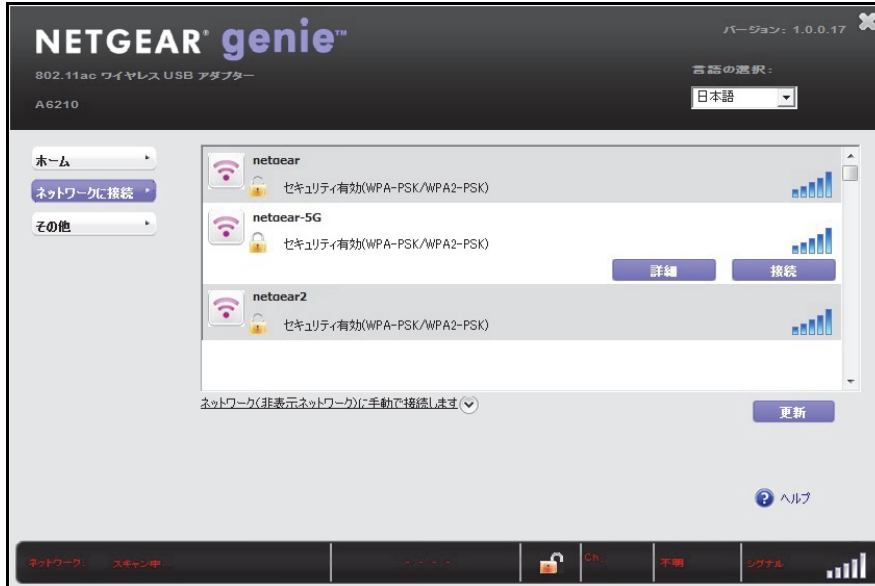 NETGEAR® genie™
バージョン: 1.0.0.17
802.11ac ワイヤレス USB アダプター
言語の選択:
A6210
日本語
ホーム
ネットワークに接続
その他
netgear
セキュリティ有効(WPA-PSK/WPA2-PSK)
netgear-5G
セキュリティ有効(WPA-PSK/WPA2-PSK)
詳細
接続
netgear2
セキュリティ有効(WPA-PSK/WPA2-PSK)
ネットワーク(非表示ネットワーク)に手動で接続します
更新
ヘルプ
ネットワーク: スキャン中... - - - - Ch. 不明 シグナル